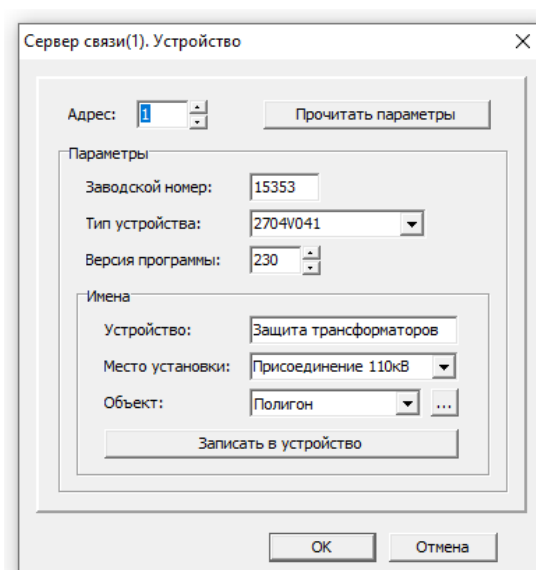 Сервер связи(1). Устройство
Адрес: 1 Прочитать параметры
Параметры
Заводской номер: 15353
Тип устройства: 2704V041
Версия программы: 230
Имена
Устройство: Защита трансформаторов
Место установки: Присоединение 110кВ
Объект: Полигон ...
Записать в устройство
OK Отмена